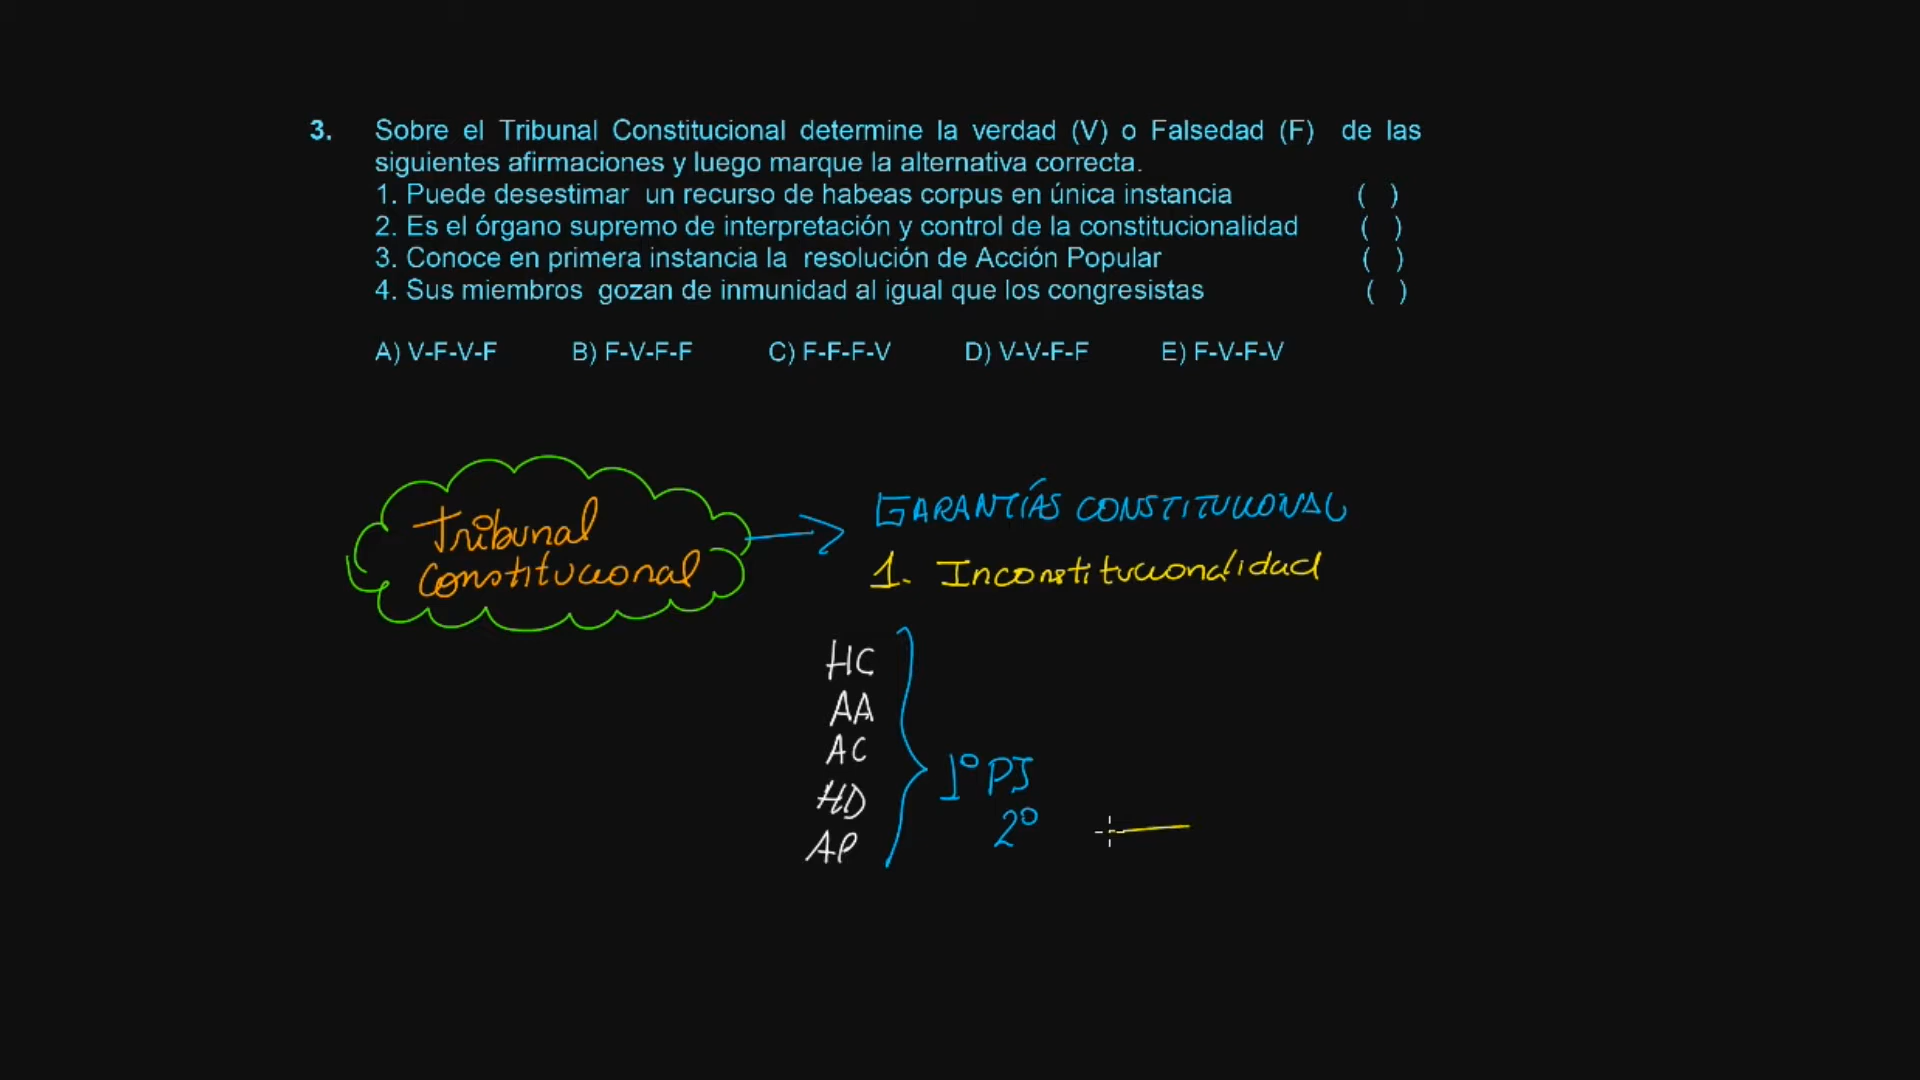 3. Sobre el Tribunal Constitucional determine la verdad (V) o Falsedad (F) de las
siguientes afirmaciones y luego marque la alternativa correcta.
1. Puede desestimar un recurso de habeas corpus en única instancia ( )
2. Es el órgano supremo de interpretación y control de la constitucionalidad ( )
3. Conoce en primera instancia la resolución de Acción Popular ( )
4. Sus miembros gozan de inmunidad al igual que los congresistas ( )
A) V-F-V-F B) F-V-F-F C) F-F-F-V D) V-V-F-F E) F-V-F-V
Tribunal
constitucional
GARANTÍAS CONSTITUCIONAL
1. Inconstitucionalidad
HC
AA
AC
HD
AP
1° PJ
2°